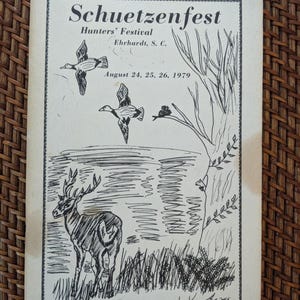 Schuetzenfest
Hunters' Festival
Ehrhardt, S. C.
August 24, 25, 26, 1979